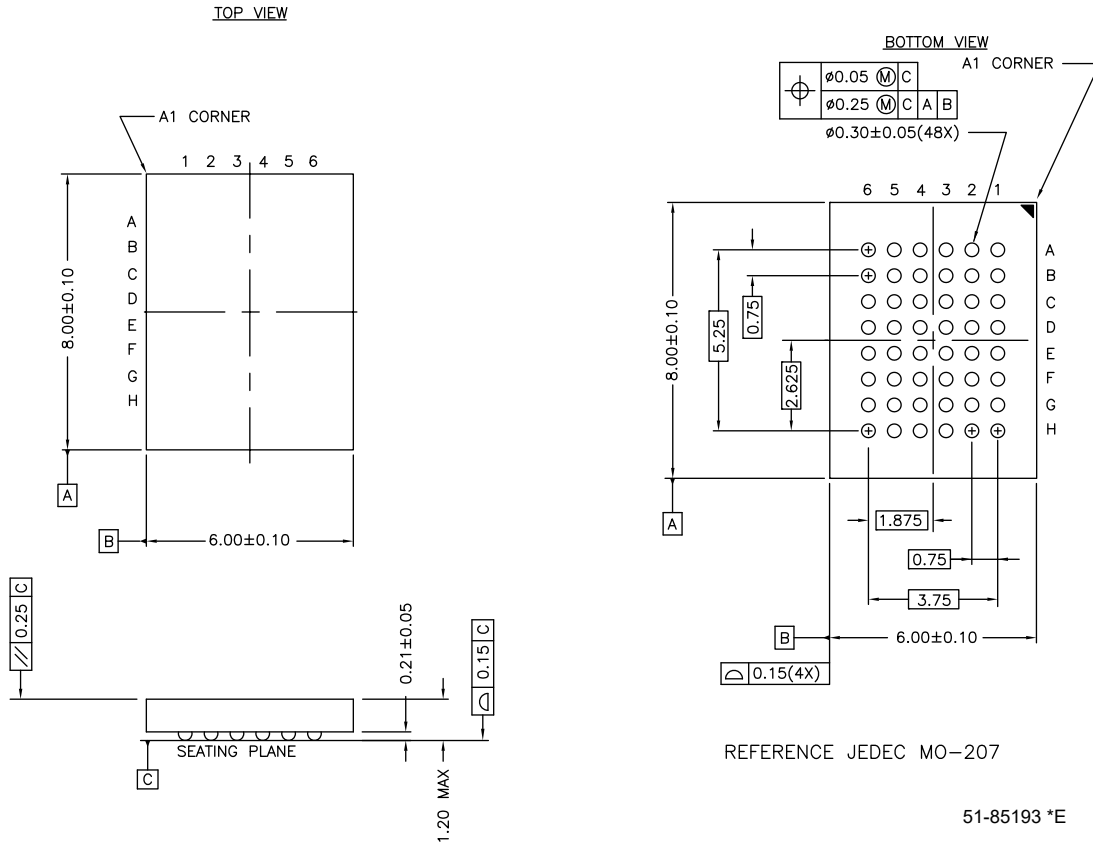 TOP VIEW
A1 CORNER
1 2 3 4 5 6
A
B
C
D
E
F
G
H
8.00±0.10
A
B
6.00±0.10
// 0.25 C
0.21±0.05
⌓ 0.15 C
SEATING PLANE
C
1.20 MAX
BOTTOM VIEW
A1 CORNER
⌖ ø0.05 Ⓜ C
ø0.25 Ⓜ C A B
ø0.30±0.05(48X)
6 5 4 3 2 1
A
B
C
D
E
F
G
H
8.00±0.10
5.25
0.75
2.625
A
1.875
0.75
3.75
B
6.00±0.10
⌓ 0.15(4X)
REFERENCE JEDEC MO-207
51-85193 *E